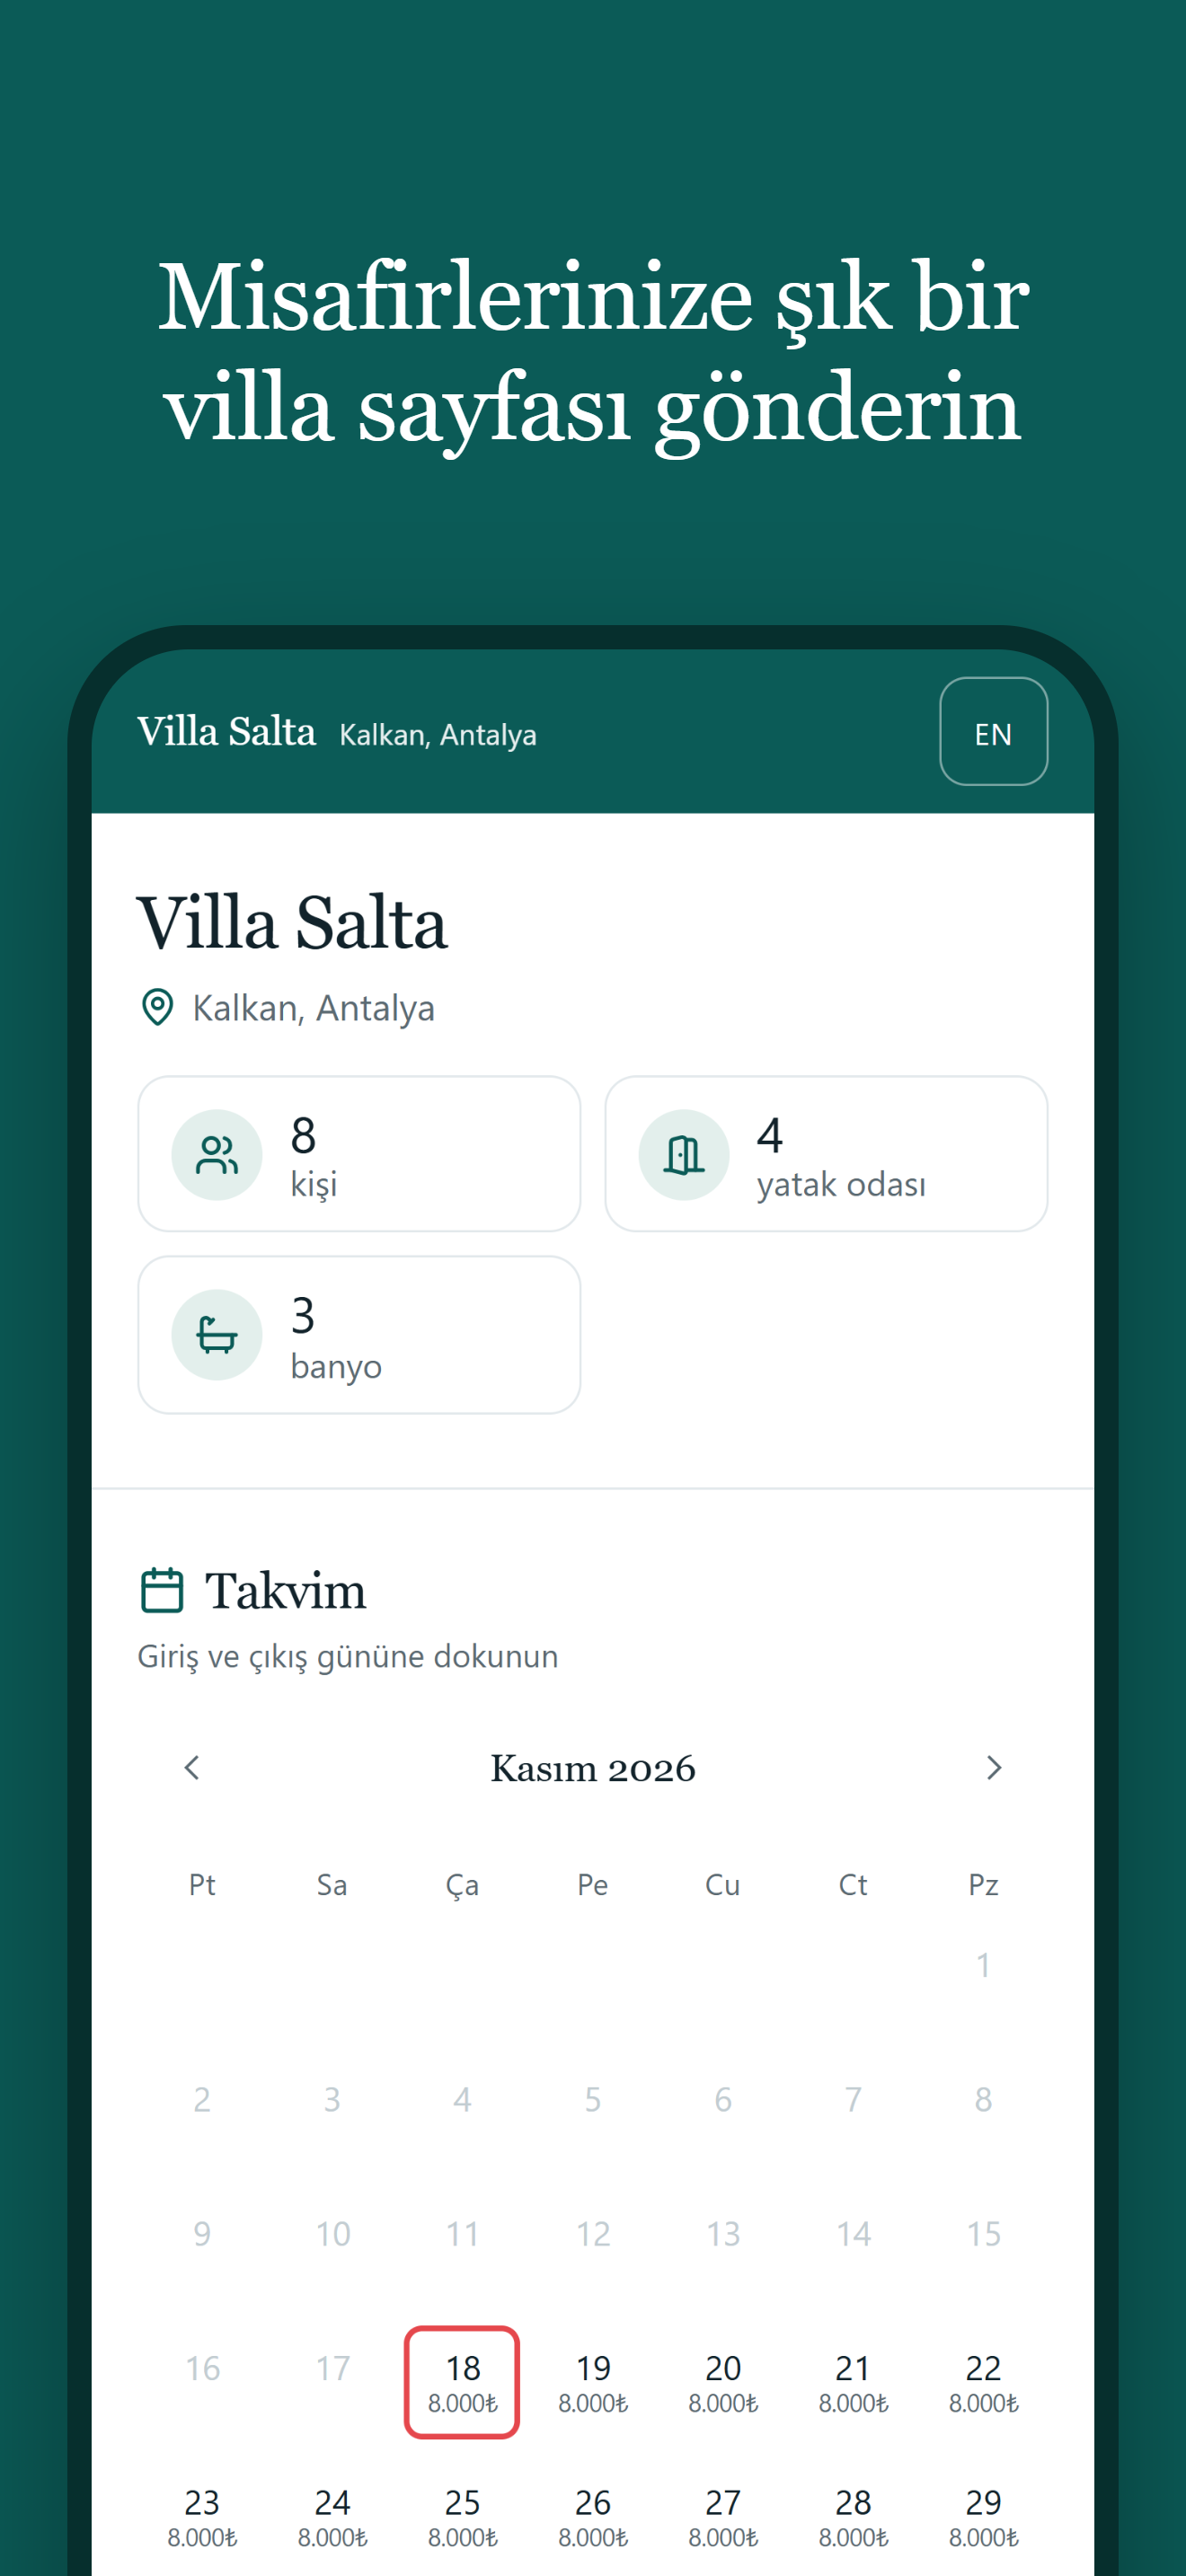 Misafirlerinize şık bir
villa sayfası gönderin
Villa Salta Kalkan, Antalya EN
Villa Salta
Kalkan, Antalya
8
kişi
4
yatak odası
3
banyo
Takvim
Giriş ve çıkış gününe dokunun
Kasım 2026
Pt Sa Ça Pe Cu Ct Pz
1
2 3 4 5 6 7 8
9 10 11 12 13 14 15
16 17 18 19 20 21 22
8.000₺ 8.000₺ 8.000₺ 8.000₺ 8.000₺
23 24 25 26 27 28 29
8.000₺ 8.000₺ 8.000₺ 8.000₺ 8.000₺ 8.000₺ 8.000₺